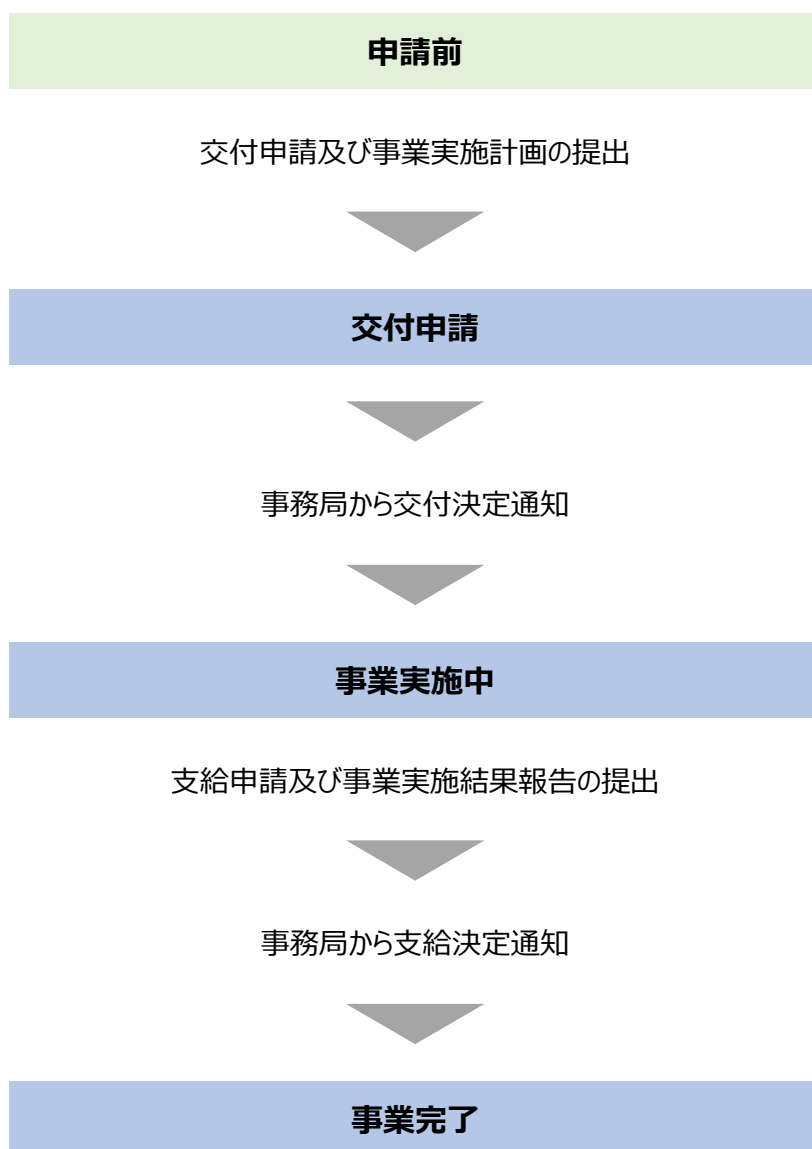 申請前
交付申請及び事業実施計画の提出
交付申請
事務局から交付決定通知
事業実施中
支給申請及び事業実施結果報告の提出
事務局から支給決定通知
事業完了